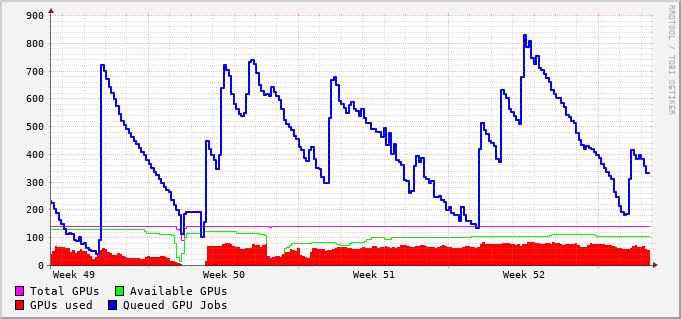 900
800
700
600
500
400
300
200
100
0
Week 49 Week 50 Week 51 Week 52
Total GPUs Available GPUs
GPUs used Queued GPU Jobs
RRDTOOL / TOBI OETIKER